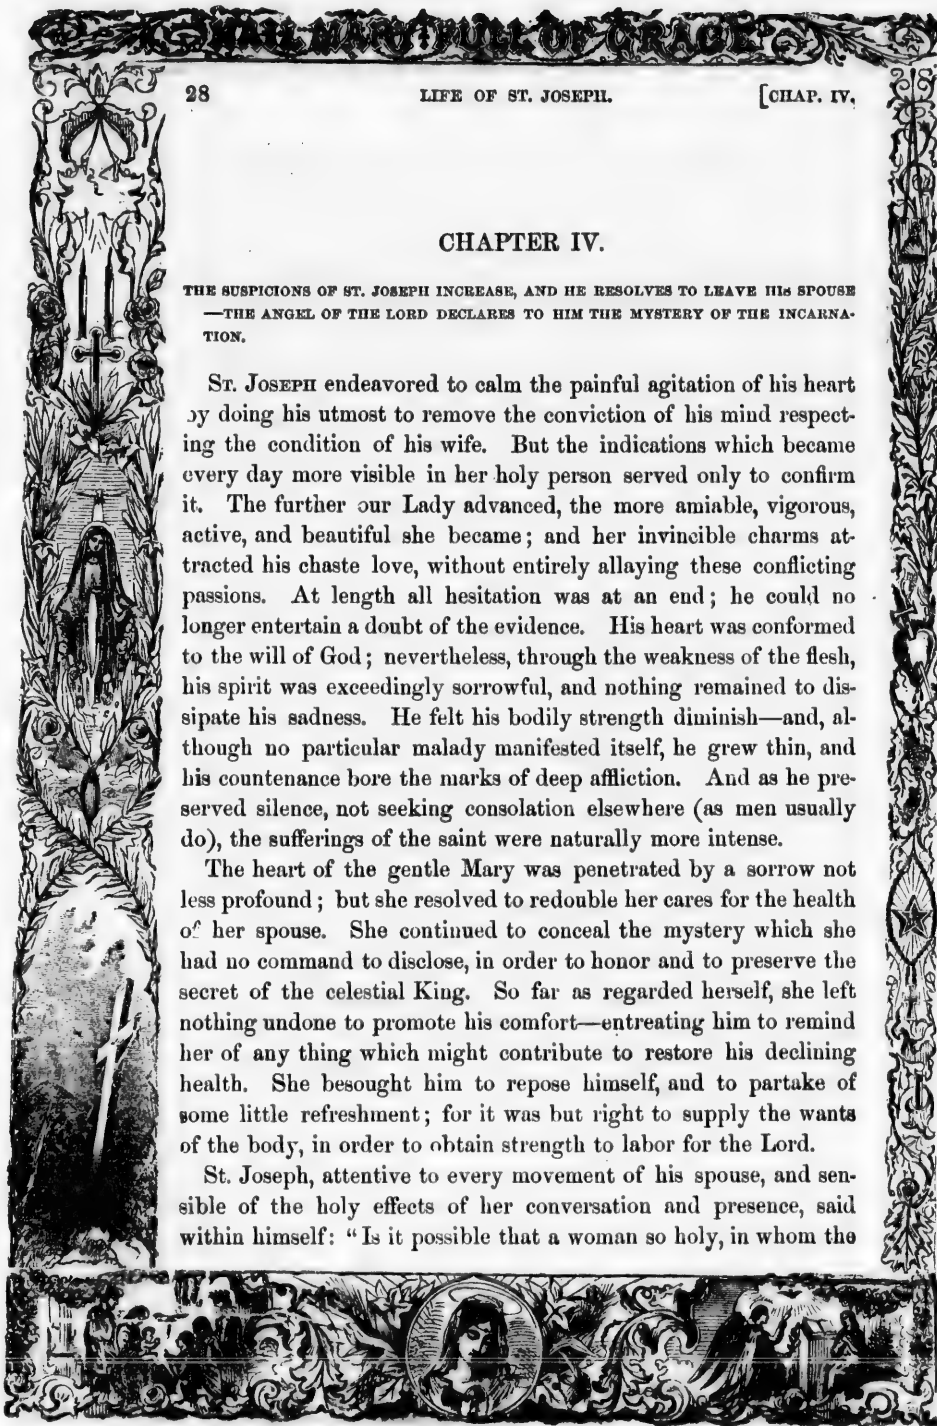 HAIL MARY FULL OF GRACE
28 LIFE OF ST. JOSEPH. [CHAP. IV.
CHAPTER IV.
THE SUSPICIONS OF ST. JOSEPH INCREASE, AND HE RESOLVES TO LEAVE HIS SPOUSE
—THE ANGEL OF THE LORD DECLARES TO HIM THE MYSTERY OF THE INCARNA-
TION.
ST. JOSEPH endeavored to calm the painful agitation of his heart
by doing his utmost to remove the conviction of his mind respect-
ing the condition of his wife. But the indications which became
every day more visible in her holy person served only to confirm
it. The further our Lady advanced, the more amiable, vigorous,
active, and beautiful she became; and her invincible charms at-
tracted his chaste love, without entirely allaying these conflicting
passions. At length all hesitation was at an end; he could no
longer entertain a doubt of the evidence. His heart was conformed
to the will of God; nevertheless, through the weakness of the flesh,
his spirit was exceedingly sorrowful, and nothing remained to dis-
sipate his sadness. He felt his bodily strength diminish—and, al-
though no particular malady manifested itself, he grew thin, and
his countenance bore the marks of deep affliction. And as he pre-
served silence, not seeking consolation elsewhere (as men usually
do), the sufferings of the saint were naturally more intense.
The heart of the gentle Mary was penetrated by a sorrow not
less profound; but she resolved to redouble her cares for the health
of her spouse. She continued to conceal the mystery which she
had no command to disclose, in order to honor and to preserve the
secret of the celestial King. So far as regarded herself, she left
nothing undone to promote his comfort—entreating him to remind
her of any thing which might contribute to restore his declining
health. She besought him to repose himself, and to partake of
some little refreshment; for it was but right to supply the wants
of the body, in order to obtain strength to labor for the Lord.
St. Joseph, attentive to every movement of his spouse, and sen-
sible of the holy effects of her conversation and presence, said
within himself: "Is it possible that a woman so holy, in whom the